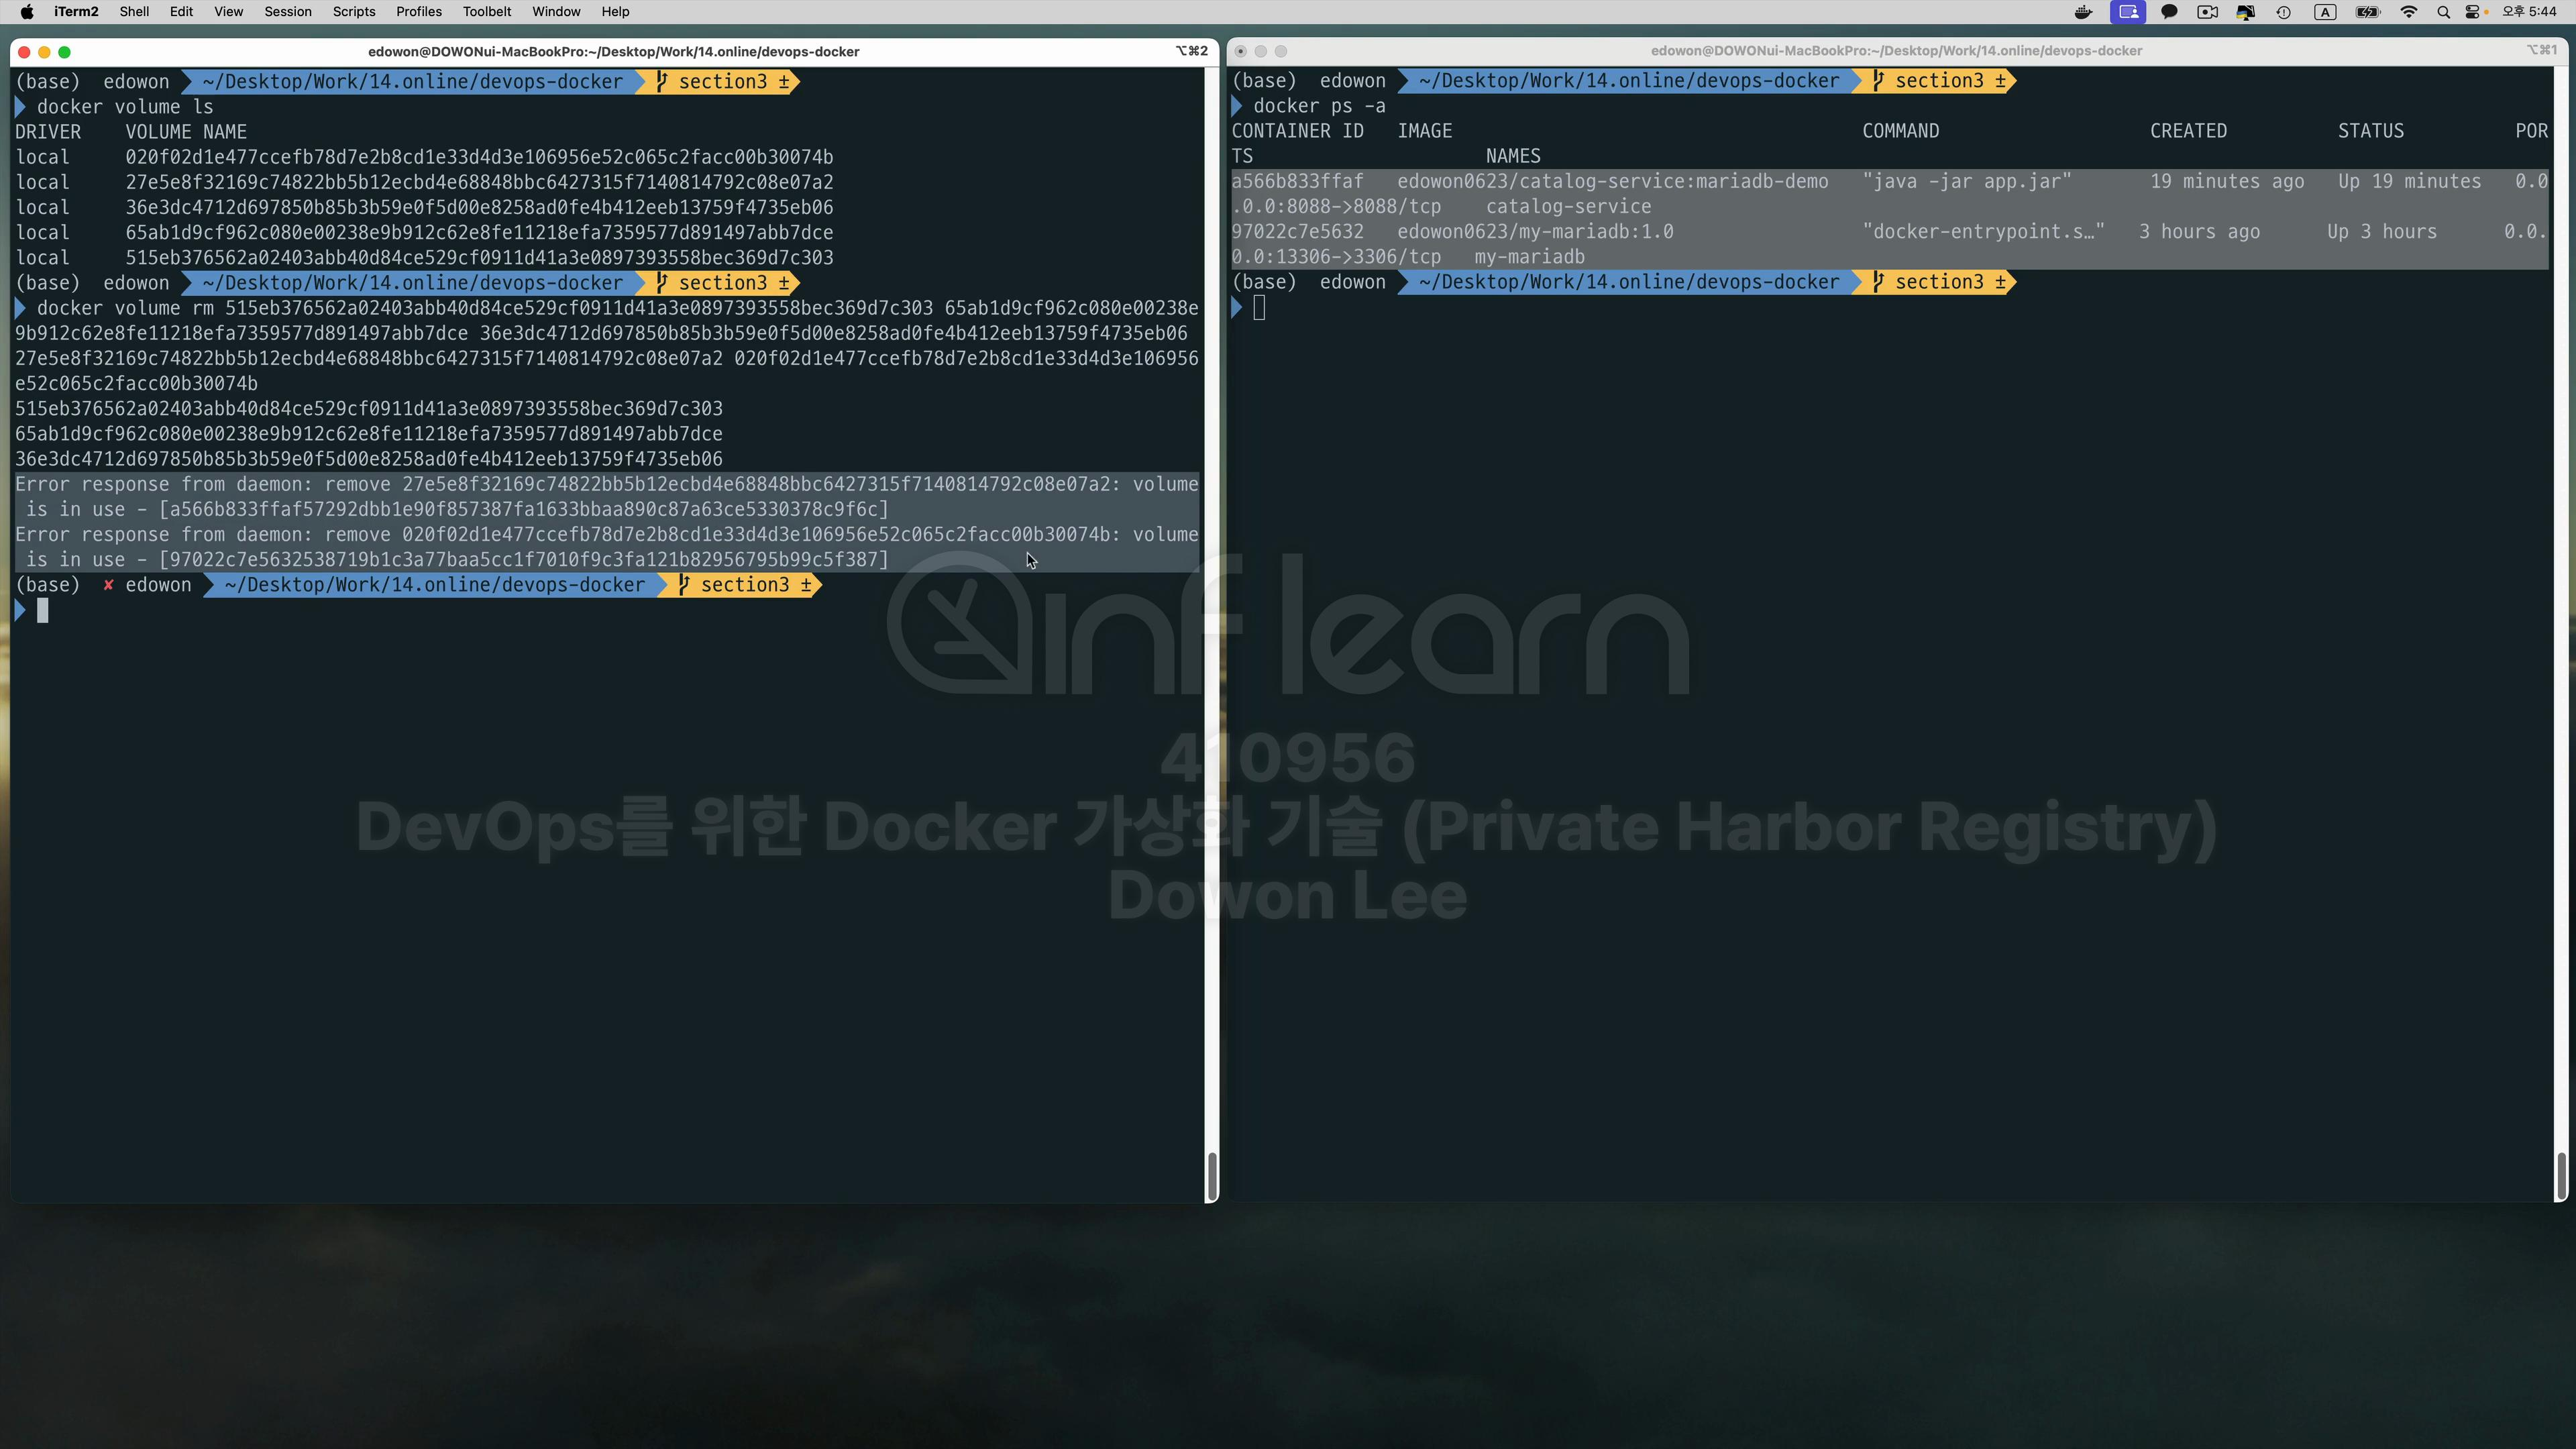 iTerm2 Shell Edit View Session Scripts Profiles Toolbelt Window Help
A 오후 5:44
edowon@DOWONui-MacBookPro:~/Desktop/Work/14.online/devops-docker ⌥⌘2
(base) edowon ~/Desktop/Work/14.online/devops-docker section3 ±
docker volume ls
DRIVER VOLUME NAME
local 020f02d1e477ccefb78d7e2b8cd1e33d4d3e106956e52c065c2facc00b30074b
local 27e5e8f32169c74822bb5b12ecbd4e68848bbc6427315f7140814792c08e07a2
local 36e3dc4712d697850b85b3b59e0f5d00e8258ad0fe4b412eeb13759f4735eb06
local 65ab1d9cf962c080e00238e9b912c62e8fe11218efa7359577d891497abb7dce
local 515eb376562a02403abb40d84ce529cf0911d41a3e0897393558bec369d7c303
(base) edowon ~/Desktop/Work/14.online/devops-docker section3 ±
docker volume rm 515eb376562a02403abb40d84ce529cf0911d41a3e0897393558bec369d7c303 65ab1d9cf962c080e00238e
9b912c62e8fe11218efa7359577d891497abb7dce 36e3dc4712d697850b85b3b59e0f5d00e8258ad0fe4b412eeb13759f4735eb06
27e5e8f32169c74822bb5b12ecbd4e68848bbc6427315f7140814792c08e07a2 020f02d1e477ccefb78d7e2b8cd1e33d4d3e106956
e52c065c2facc00b30074b
515eb376562a02403abb40d84ce529cf0911d41a3e0897393558bec369d7c303
65ab1d9cf962c080e00238e9b912c62e8fe11218efa7359577d891497abb7dce
36e3dc4712d697850b85b3b59e0f5d00e8258ad0fe4b412eeb13759f4735eb06
Error response from daemon: remove 27e5e8f32169c74822bb5b12ecbd4e68848bbc6427315f7140814792c08e07a2: volume
is in use - [a566b833ffaf57292dbb1e90f857387fa1633bbaa890c87a63ce5330378c9f6c]
Error response from daemon: remove 020f02d1e477ccefb78d7e2b8cd1e33d4d3e106956e52c065c2facc00b30074b: volume
is in use - [97022c7e5632538719b1c3a77baa5cc1f7010f9c3fa121b82956795b99c5f387]
(base) ✘ edowon ~/Desktop/Work/14.online/devops-docker section3 ±
edowon@DOWONui-MacBookPro:~/Desktop/Work/14.online/devops-docker ⌥⌘1
(base) edowon ~/Desktop/Work/14.online/devops-docker section3 ±
docker ps -a
CONTAINER ID IMAGE COMMAND CREATED STATUS POR
TS NAMES
a566b833ffaf edowon0623/catalog-service:mariadb-demo "java -jar app.jar" 19 minutes ago Up 19 minutes 0.0
.0.0:8088->8088/tcp catalog-service
97022c7e5632 edowon0623/my-mariadb:1.0 "docker-entrypoint.s…" 3 hours ago Up 3 hours 0.0.
0.0:13306->3306/tcp my-mariadb
(base) edowon ~/Desktop/Work/14.online/devops-docker section3 ±
inflearn
410956
DevOps를 위한 Docker 가상화 기술 (Private Harbor Registry)
Dowon Lee